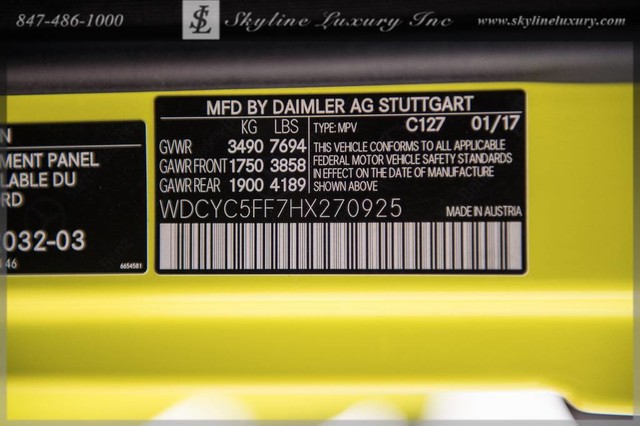 847-486-1000 SL Skyline Luxury Inc www.skylineluxury.com
MFD BY DAIMLER AG STUTTGART
KG LBS TYPE: MPV C127 01/17
GVWR 3490 7694
GAWR FRONT 1750 3858
GAWR REAR 1900 4189
THIS VEHICLE CONFORMS TO ALL APPLICABLE
FEDERAL MOTOR VEHICLE SAFETY STANDARDS
IN EFFECT ON THE DATE OF MANUFACTURE
SHOWN ABOVE
WDCYC5FF7HX270925 MADE IN AUSTRIA
N
MENT PANEL
LABLE DU
RD
032-03
46 6654581